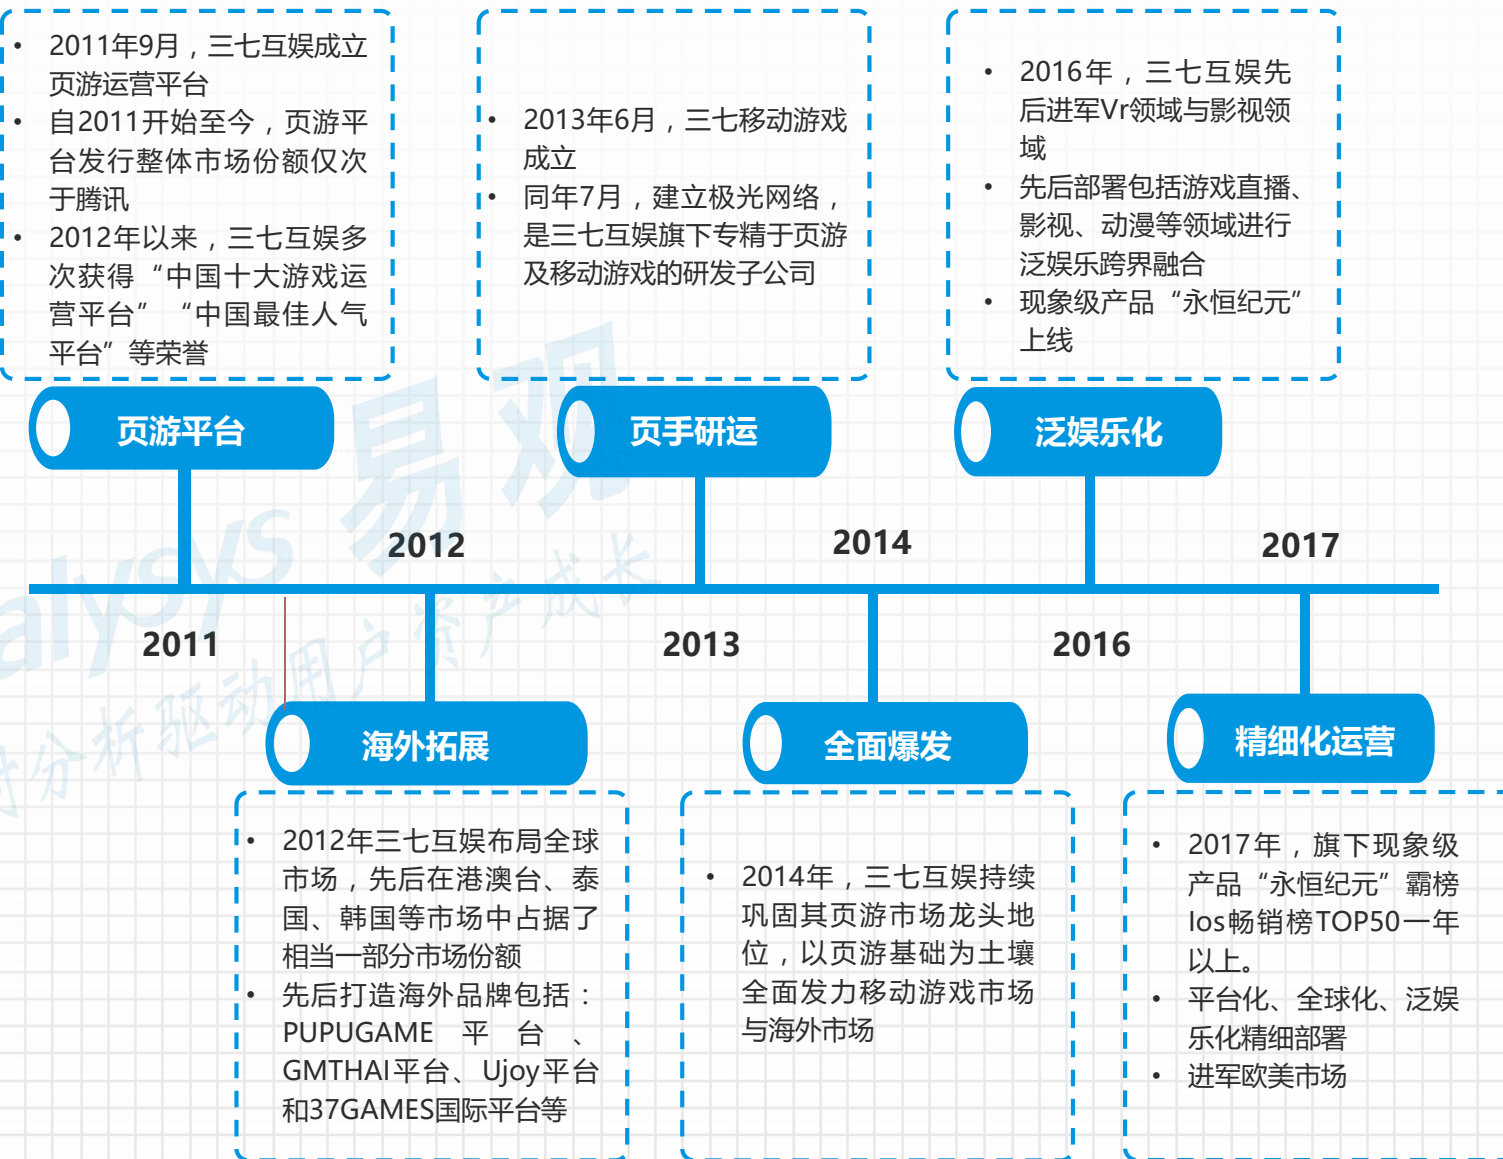 • 2011年9月，三七互娱成立
页游运营平台
• 自2011开始至今，页游平
台发行整体市场份额仅次
于腾讯
• 2012年以来，三七互娱多
次获得“中国十大游戏运
营平台”“中国最佳人气
平台”等荣誉
• 2013年6月，三七移动游戏
成立
• 同年7月，建立极光网络，
是三七互娱旗下专精于页游
及移动游戏的研发子公司
• 2016年，三七互娱先
后进军Vr领域与影视领
域
• 先后部署包括游戏直播、
影视、动漫等领域进行
泛娱乐跨界融合
• 现象级产品“永恒纪元”
上线
页游平台
页手研运
泛娱乐化
2012
2014
2017
2011
2013
2016
海外拓展
全面爆发
精细化运营
• 2012年三七互娱布局全球
市场，先后在港澳台、泰
国、韩国等市场中占据了
相当一部分市场份额
• 先后打造海外品牌包括：
PUPUGAME 平 台 、
GMTHAI平台、Ujoy平台
和37GAMES国际平台等
• 2014年，三七互娱持续
巩固其页游市场龙头地
位，以页游基础为土壤
全面发力移动游戏市场
与海外市场
• 2017年，旗下现象级
产品“永恒纪元”霸榜
Ios畅销榜TOP50一年
以上。
• 平台化、全球化、泛娱
乐化精细部署
• 进军欧美市场
alysys 易观
分析驱动用户资产成长